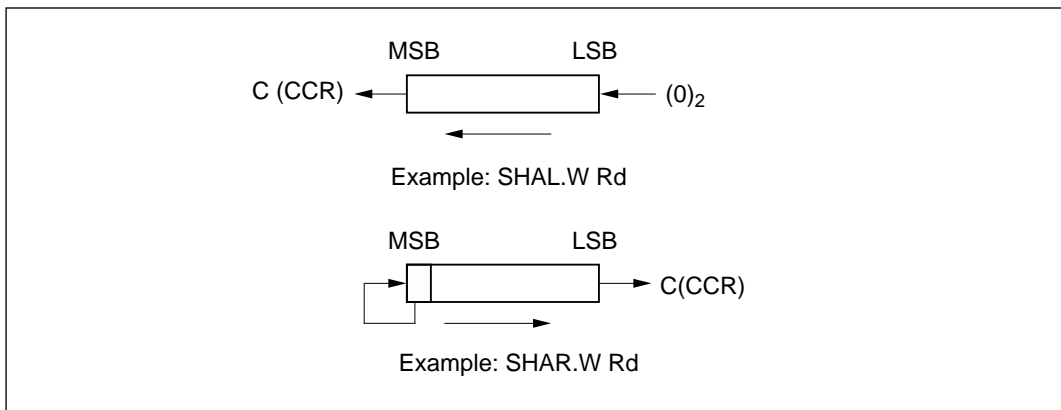 MSB LSB
C (CCR) (0)2
Example: SHAL.W Rd
MSB LSB
C(CCR)
Example: SHAR.W Rd